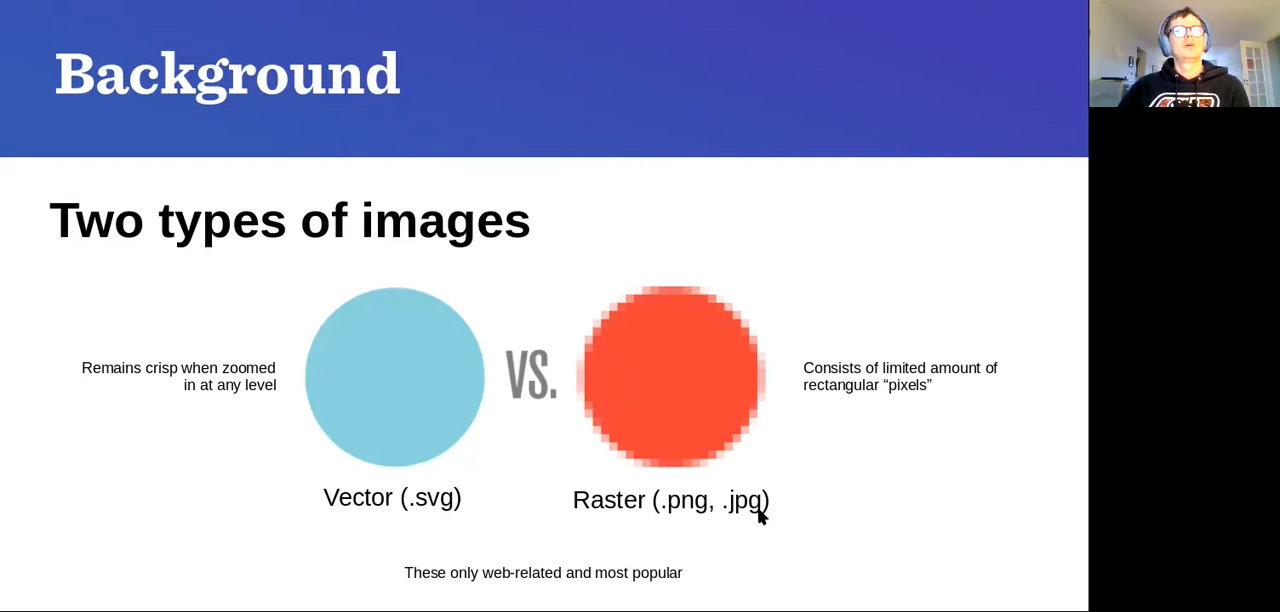 Background
Two types of images
Remains crisp when zoomed
in at any level
VS.
Consists of limited amount of
rectangular “pixels”
Vector (.svg)
Raster (.png, .jpg)
These only web-related and most popular